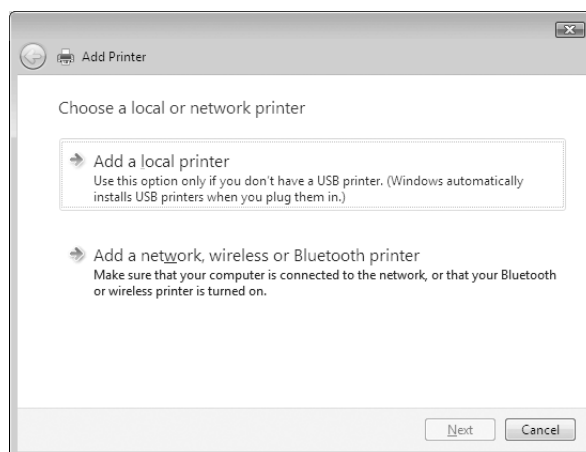 Add Printer
Choose a local or network printer
Add a local printer
Use this option only if you don't have a USB printer. (Windows automatically
installs USB printers when you plug them in.)
Add a network, wireless or Bluetooth printer
Make sure that your computer is connected to the network, or that your Bluetooth
or wireless printer is turned on.
Next Cancel